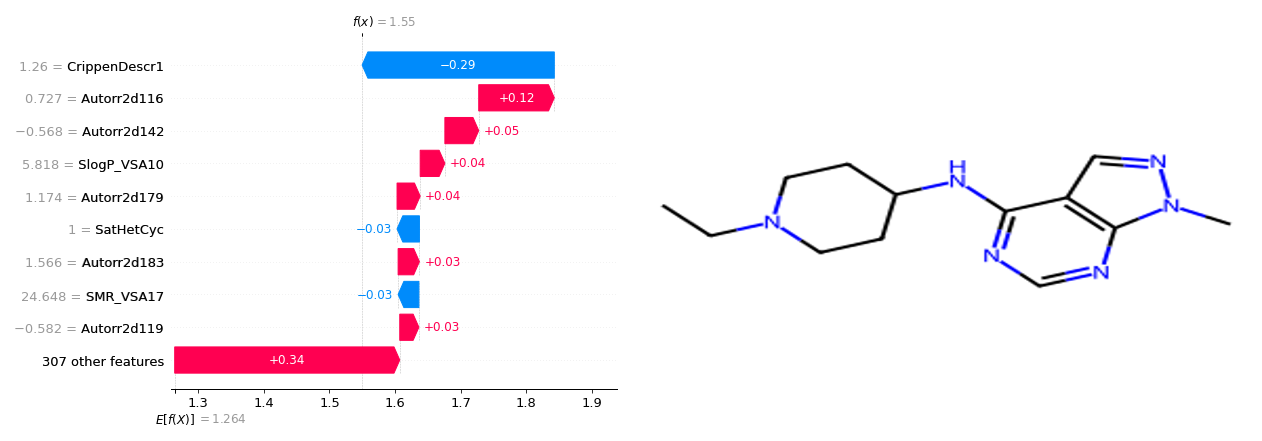 f(x) = 1.55
1.26 = CrippenDescr1
−0.29
0.727 = Autorr2d116
+0.12
−0.568 = Autorr2d142
+0.05
5.818 = SlogP_VSA10
+0.04
1.174 = Autorr2d179
+0.04
1 = SatHetCyc
−0.03
1.566 = Autorr2d183
+0.03
24.648 = SMR_VSA17
−0.03
−0.582 = Autorr2d119
+0.03
307 other features
+0.34
1.3 1.4 1.5 1.6 1.7 1.8 1.9
E[f(X)] = 1.264
H
N
N
N
N
N
N